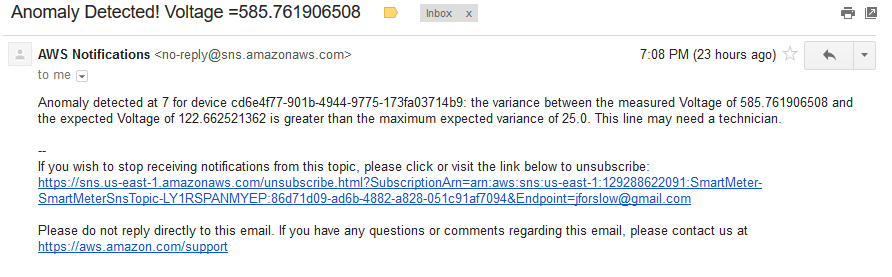 Anomaly Detected! Voltage =585.761906508
Inbox x
AWS Notifications <no-reply@sns.amazonaws.com>
7:08 PM (23 hours ago)
to me
Anomaly detected at 7 for device cd6e4f77-901b-4944-9775-173fa03714b9: the variance between the measured Voltage of 585.761906508 and
the expected Voltage of 122.662521362 is greater than the maximum expected variance of 25.0. This line may need a technician.
--
If you wish to stop receiving notifications from this topic, please click or visit the link below to unsubscribe:
https://sns.us-east-1.amazonaws.com/unsubscribe.html?SubscriptionArn=arn:aws:sns:us-east-1:129288622091:SmartMeter-
SmartMeterSnsTopic-LY1RSPANMYEP:86d71d09-ad6b-4882-a828-051c91af7094&Endpoint=jforslow@gmail.com
Please do not reply directly to this email. If you have any questions or comments regarding this email, please contact us at
https://aws.amazon.com/support